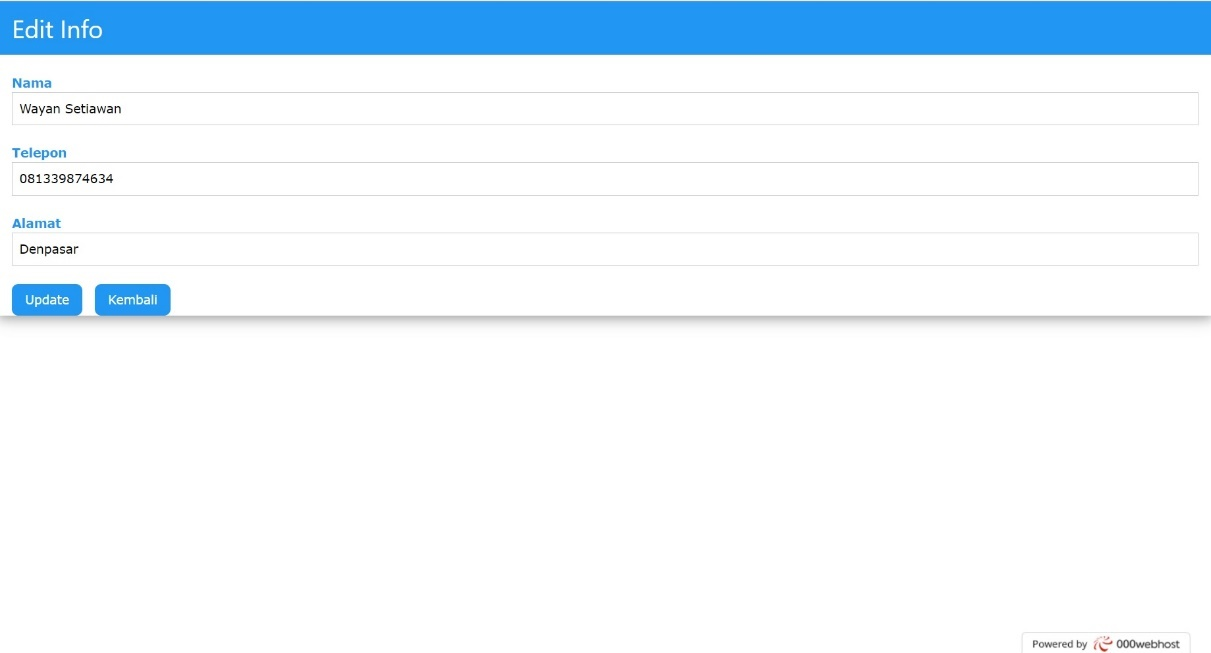 Edit Info
Nama
Wayan Setiawan
Telepon
081339874634
Alamat
Denpasar
Update Kembali
Powered by 000webhost